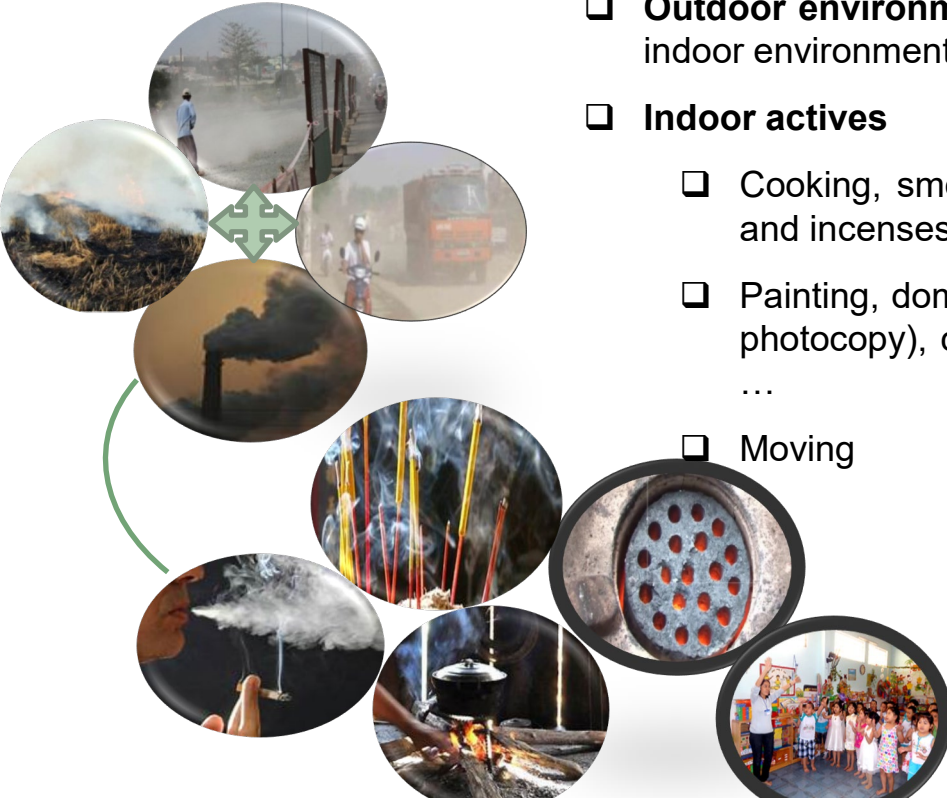 Outdoor
indoor environment
Indoor actives
Cooking,
and incenses
Painting,
photocopy),
…
Moving